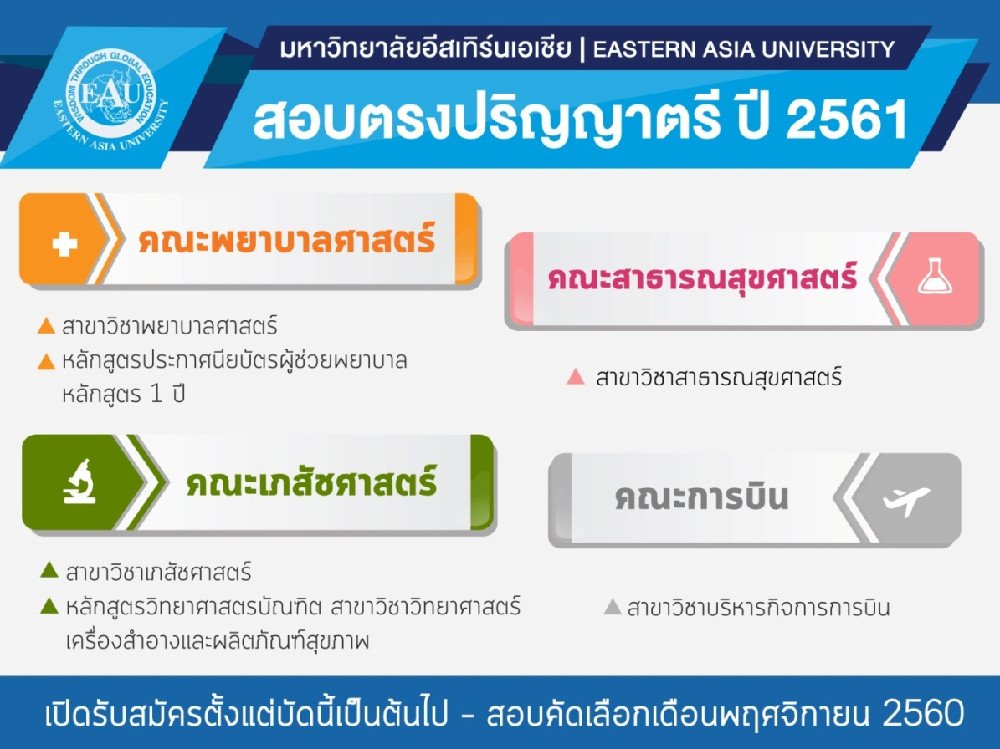 WISDOM THROUGH GLOBAL EDUCATION
EAU
EASTERN ASIA UNIVERSITY
มหาวิทยาลัยอีสเทิร์นเอเชีย | EASTERN ASIA UNIVERSITY
สอบตรงปริญญาตรี ปี 2561
คณะพยาบาลศาสตร์
สาขาวิชาพยาบาลศาสตร์
หลักสูตรประกาศนียบัตรผู้ช่วยพยาบาล
หลักสูตร 1 ปี
คณะสาธารณสุขศาสตร์
สาขาวิชาสาธารณสุขศาสตร์
คณะเภสัชศาสตร์
สาขาวิชาเภสัชศาสตร์
หลักสูตรวิทยาศาสตรบัณฑิต สาขาวิชาวิทยาศาสตร์
เครื่องสำอางและผลิตภัณฑ์สุขภาพ
คณะการบิน
สาขาวิชาบริหารกิจการการบิน
เปิดรับสมัครตั้งแต่บัดนี้เป็นต้นไป - สอบคัดเลือกเดือนพฤศจิกายน 2560